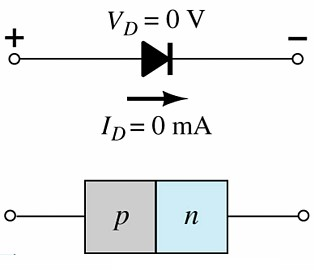 V_D = 0 V
+ −
I_D = 0 mA
p n